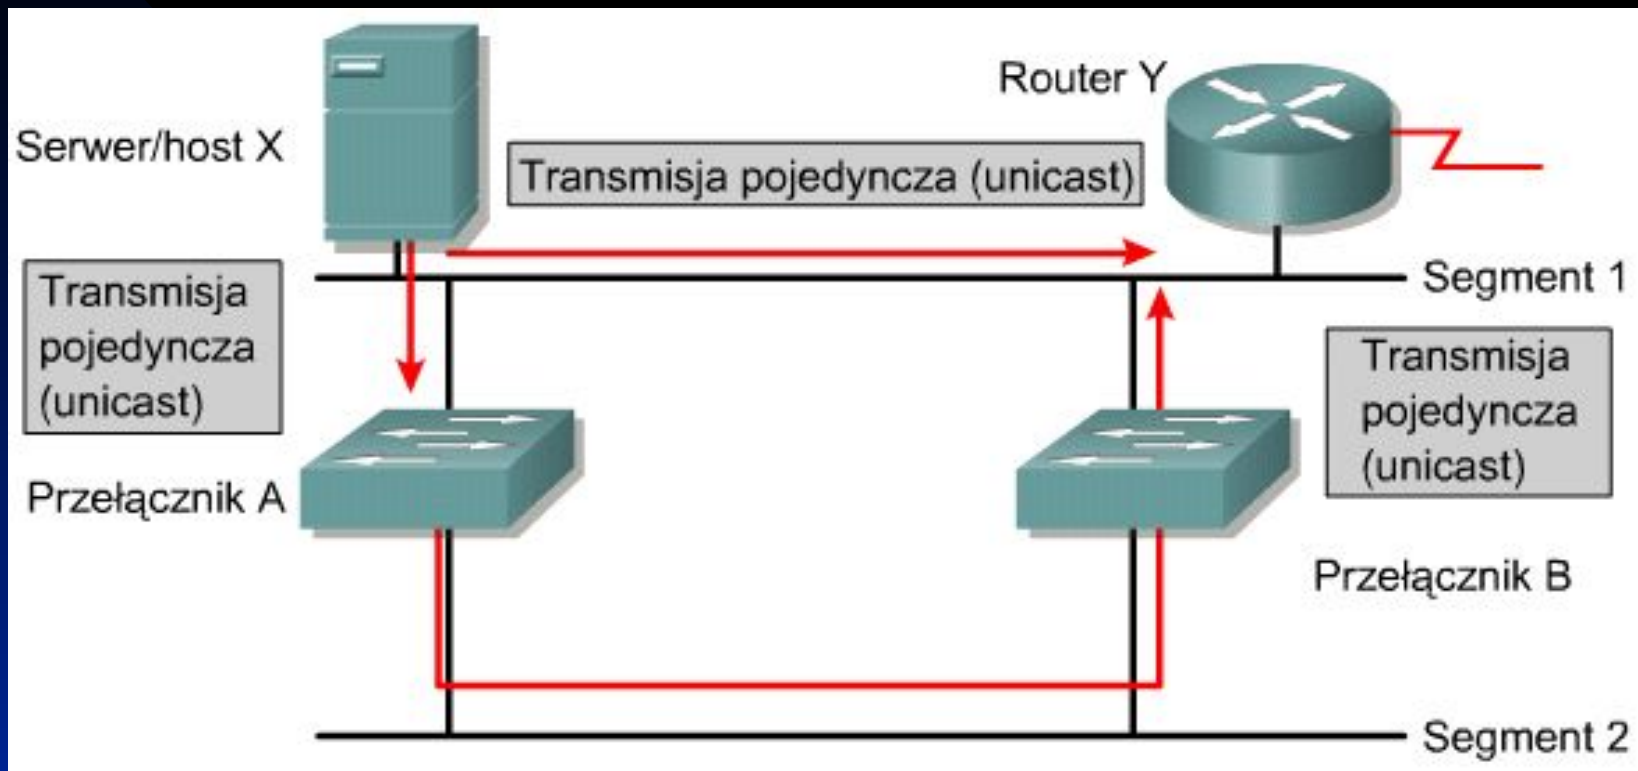 Router Y
Serwer/host X
Transmisja pojedyncza (unicast)
Segment 1
Transmisja
pojedyncza
(unicast)
Transmisja
pojedyncza
(unicast)
Przełącznik A
Przełącznik B
Segment 2